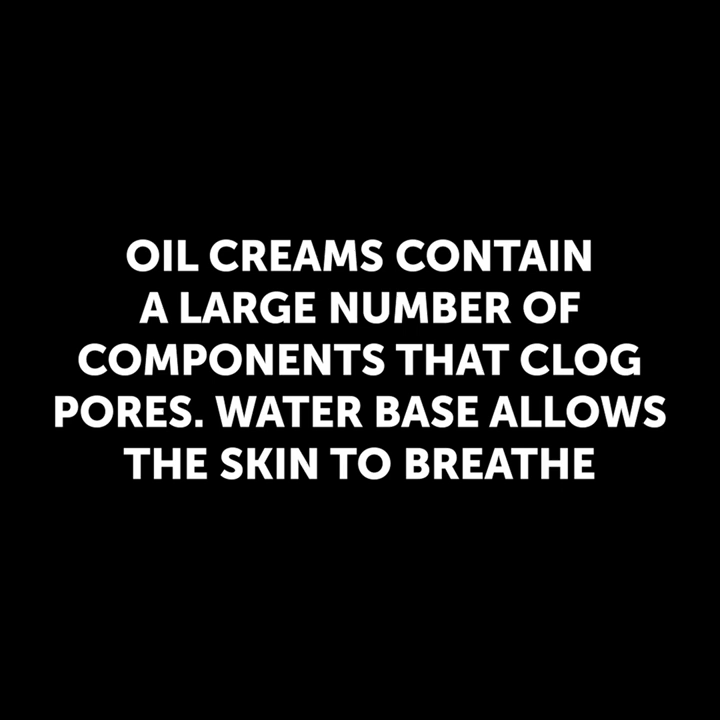 OIL CREAMS CONTAIN
A LARGE NUMBER OF
COMPONENTS THAT CLOG
PORES. WATER BASE ALLOWS
THE SKIN TO BREATHE